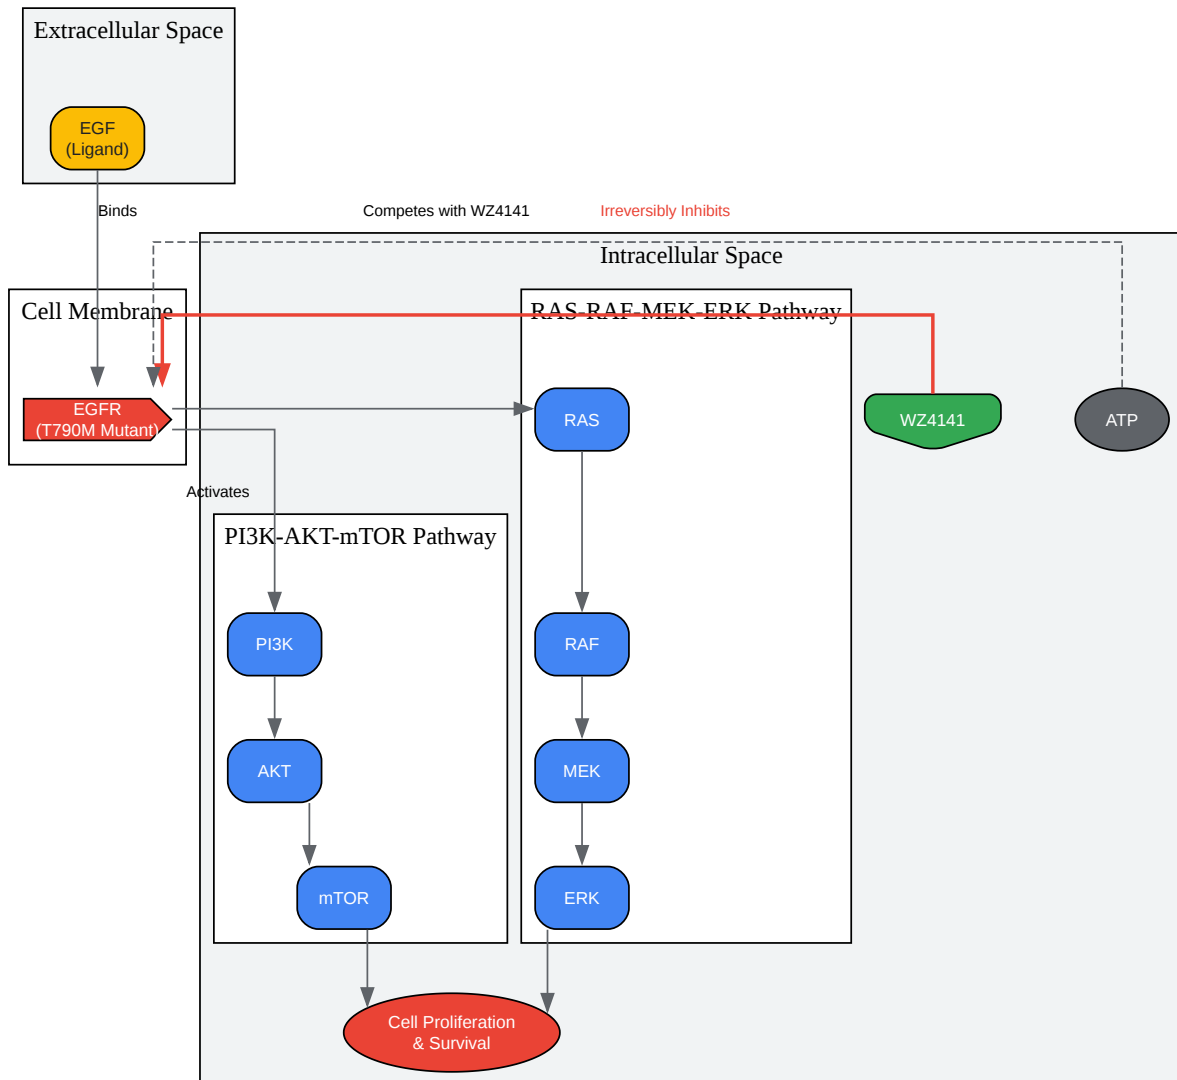 Extracellular Space
EGF
(Ligand)
Binds
Competes with WZ4141
Irreversibly Inhibits
Intracellular Space
Cell Membrane
RAS-RAF-MEK-ERK Pathway
EGFR
(T790M Mutant)
RAS
WZ4141
ATP
Activates
PI3K-AKT-mTOR Pathway
PI3K
RAF
AKT
MEK
mTOR
ERK
Cell Proliferation
& Survival